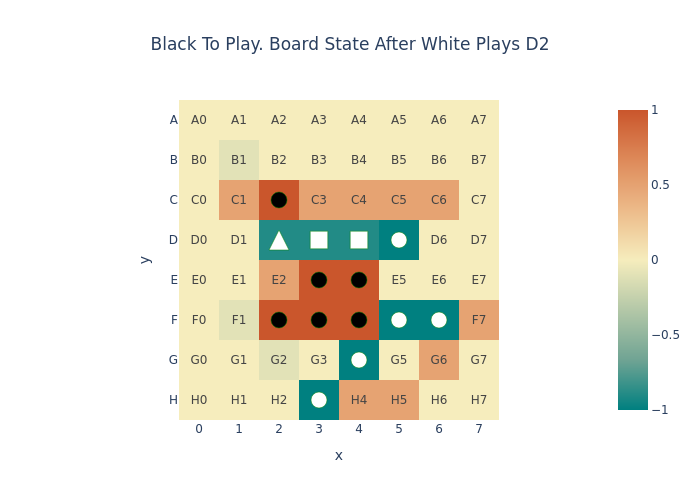 Black To Play. Board State After White Plays D2
A A0 A1 A2 A3 A4 A5 A6 A7
B B0 B1 B2 B3 B4 B5 B6 B7
C C0 C1 C3 C4 C5 C6 C7
D D0 D1 D6 D7
E E0 E1 E2 E5 E6 E7
F F0 F1 F7
G G0 G1 G2 G3 G5 G6 G7
H H0 H1 H2 H4 H5 H6 H7
0 1 2 3 4 5 6 7
x
y
1
0.5
0
−0.5
−1